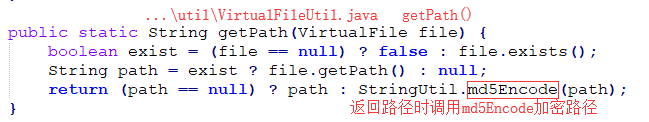 ...\util\VirtualFileUtil.java getPath()
public static String getPath(VirtualFile file) {
    boolean exist = (file == null) ? false : file.exists();
    String path = exist ? file.getPath() : null;
    return (path == null) ? path : StringUtil.md5Encode(path);
} 返回路径时调用md5Encode加密路径